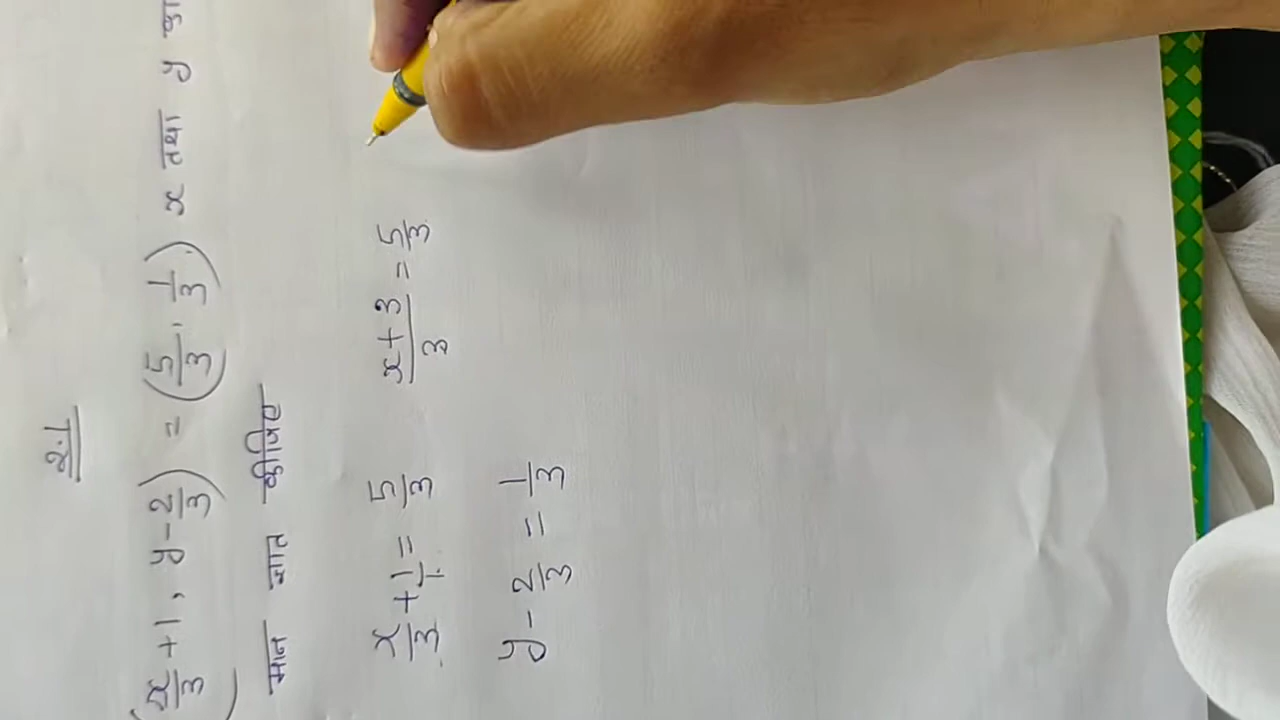 2.1
(x/3 + 1, y - 2/3) = (5/3, 1/3) x तथा y का
मान ज्ञात कीजिए
x/3 + 1/1 = 5/3    x + 3/3 = 5/3
y - 2/3 = 1/3